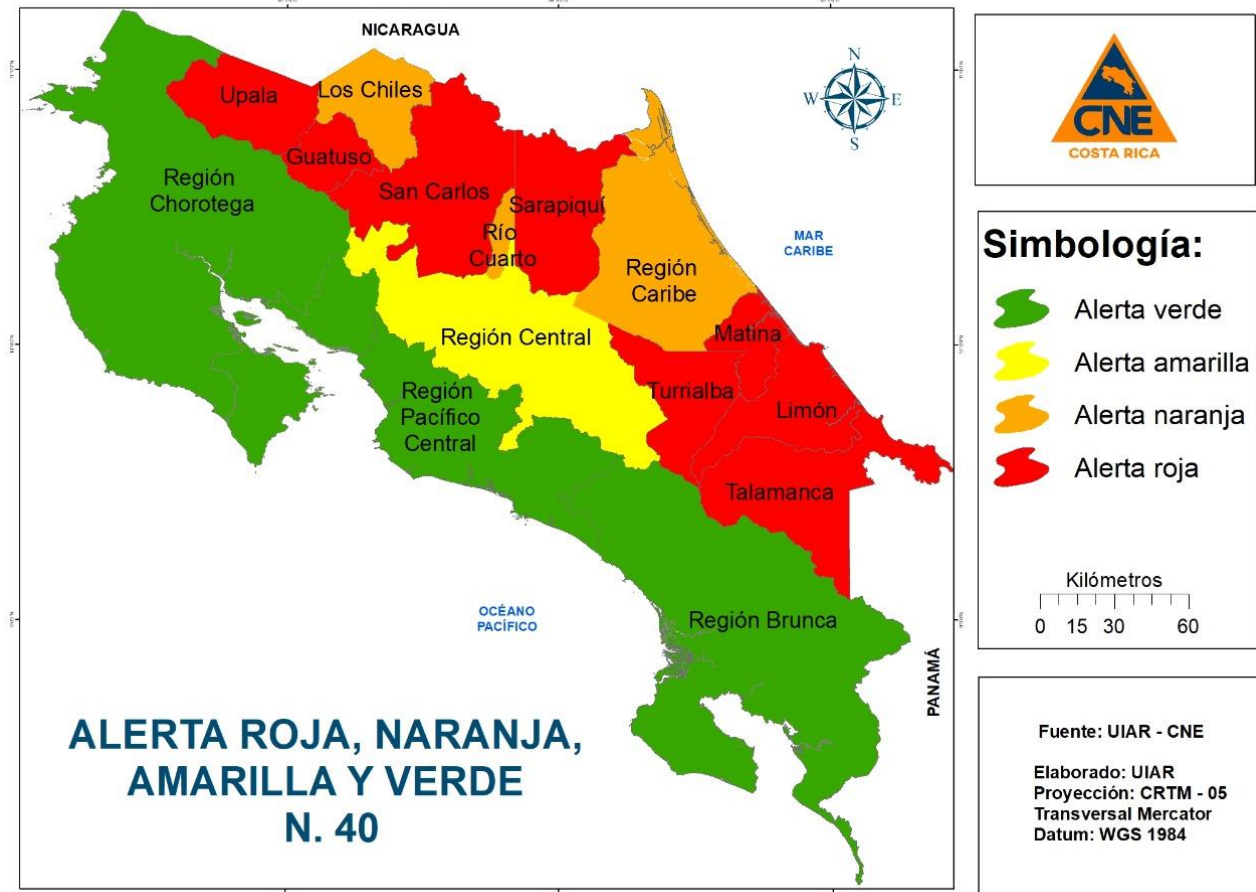 NICARAGUA
Upala
Los Chiles
Guatuso
San Carlos
Sarapiquí
Río
Cuarto
Región
Chorotega
Región
Caribe
Región Central
Matina
Turrialba
Limón
Región
Pacífico
Central
Talamanca
Región Brunca
MAR
CARIBE
OCÉANO
PACÍFICO
PANAMÁ
N
W
E
S
ALERTA ROJA, NARANJA,
AMARILLA Y VERDE
N. 40
CNE
COSTA RICA
Simbología:
Alerta verde
Alerta amarilla
Alerta naranja
Alerta roja
Kilómetros
0 15 30 60
Fuente: UIAR - CNE
Elaborado: UIAR
Proyección: CRTM - 05
Transversal Mercator
Datum: WGS 1984